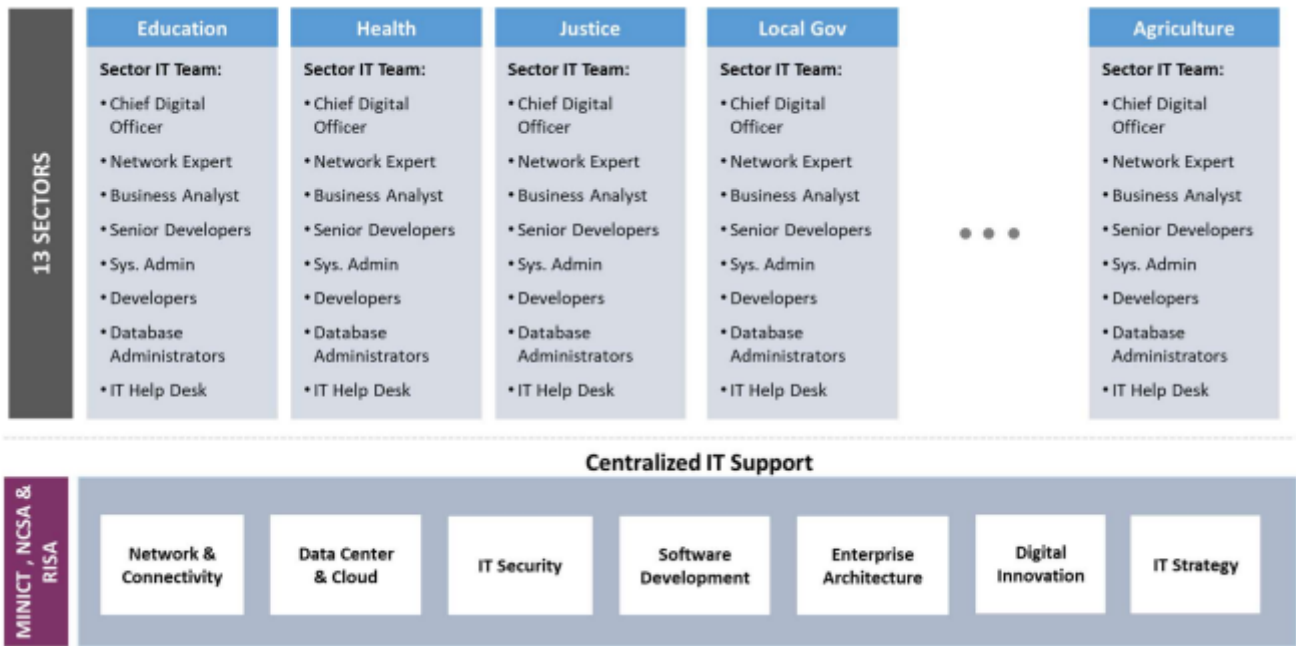 13 SECTORS
Education
Sector IT Team:
• Chief Digital
Officer
• Network Expert
• Business Analyst
• Senior Developers
• Sys. Admin
• Developers
• Database
Administrators
• IT Help Desk
Health
Sector IT Team:
• Chief Digital
Officer
• Network Expert
• Business Analyst
• Senior Developers
• Sys. Admin
• Developers
• Database
Administrators
• IT Help Desk
Justice
Sector IT Team:
• Chief Digital
Officer
• Network Expert
• Business Analyst
• Senior Developers
• Sys. Admin
• Developers
• Database
Administrators
• IT Help Desk
Local Gov
Sector IT Team:
• Chief Digital
Officer
• Network Expert
• Business Analyst
• Senior Developers
• Sys. Admin
• Developers
• Database
Administrators
• IT Help Desk
Agriculture
Sector IT Team:
• Chief Digital
Officer
• Network Expert
• Business Analyst
• Senior Developers
• Sys. Admin
• Developers
• Database
Administrators
• IT Help Desk
Centralized IT Support
MINICT , NCSA &
RISA
Network &
Connectivity
Data Center
& Cloud
IT Security
Software
Development
Enterprise
Architecture
Digital
Innovation
IT Strategy